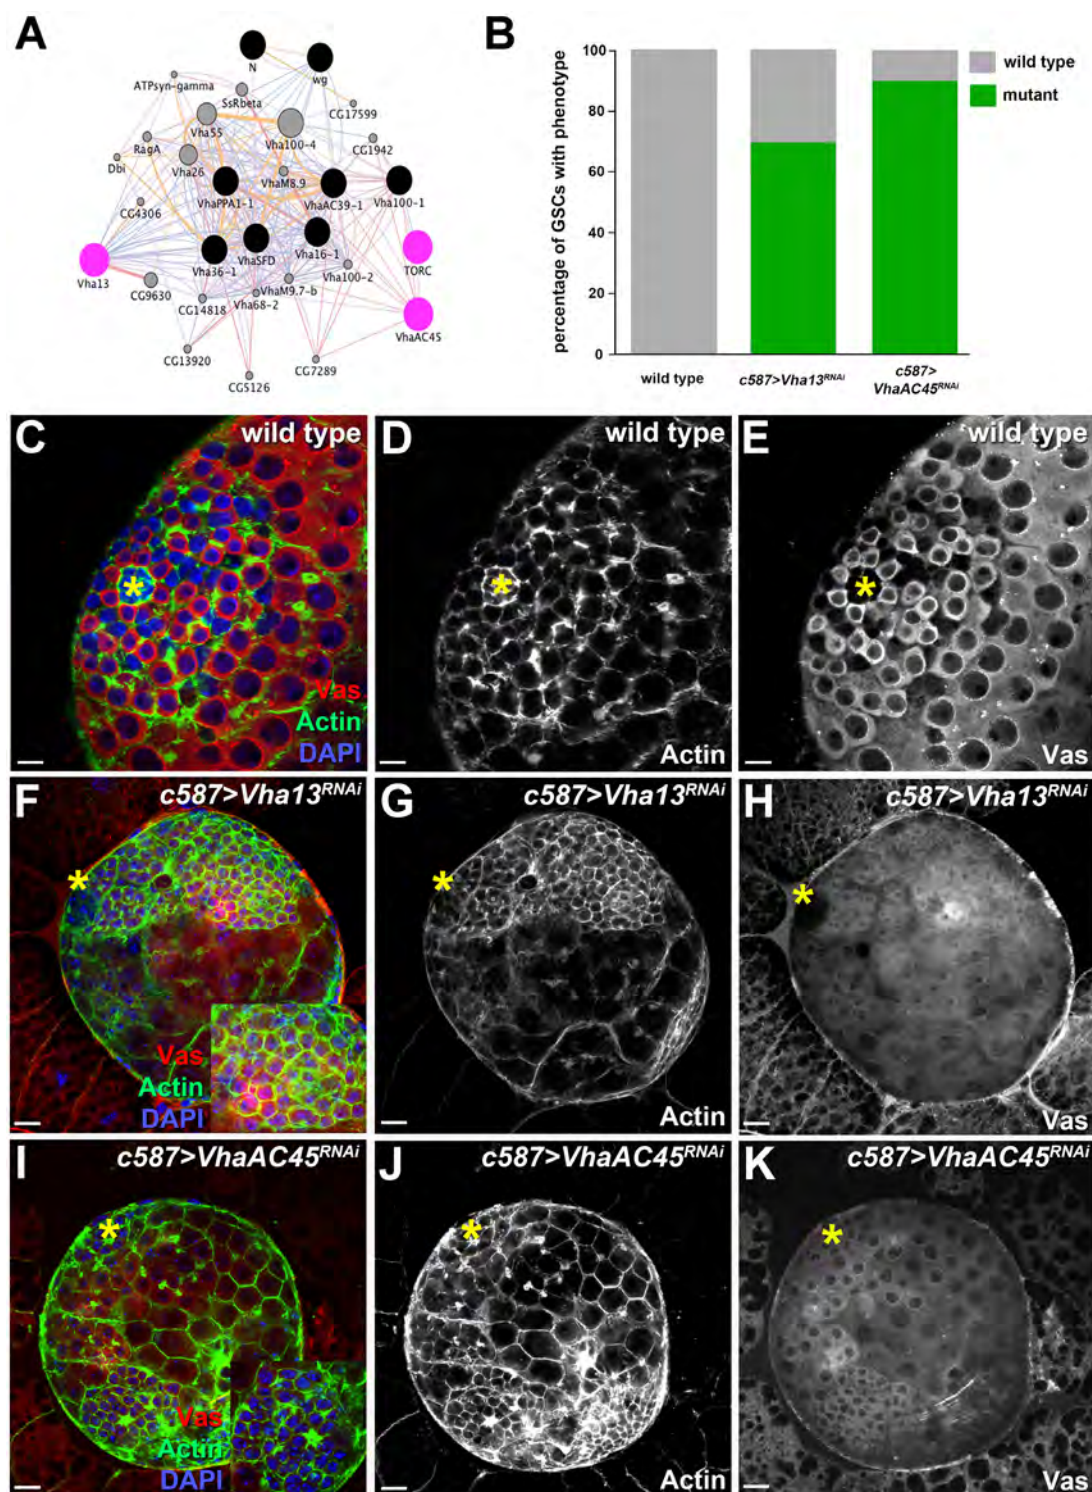 A
N
wg
ATPsyn-gamma
SsRbeta
CG17599
Vha55
Vha100-4
CG1942
RagA
Dbi
Vha26
VhaM8.9
VhaPPA1-1
VhaAC39-1
Vha100-1
CG4306
Vha13
Vha36-1
VhaSFD
Vha16-1
TORC
CG9630
CG14818
Vha68-2
VhaM9.7-b
Vha100-2
VhaAC45
CG13920
CG5126
CG7289
B
percentage of GSCs with phenotype
100
80
60
40
20
0
wild type
mutant
wild type
c587>Vha13RNAi
c587>
VhaAC45RNAi
C
wild type
*
Vas
Actin
DAPI
D
wild type
*
Actin
E
wild type
*
Vas
F
c587>Vha13RNAi
*
Vas
Actin
DAPI
G
c587>Vha13RNAi
*
Actin
H
c587>Vha13RNAi
*
Vas
I
c587>VhaAC45RNAi
*
Vas
Actin
DAPI
J
c587>VhaAC45RNAi
*
Actin
K
c587>VhaAC45RNAi
*
Vas